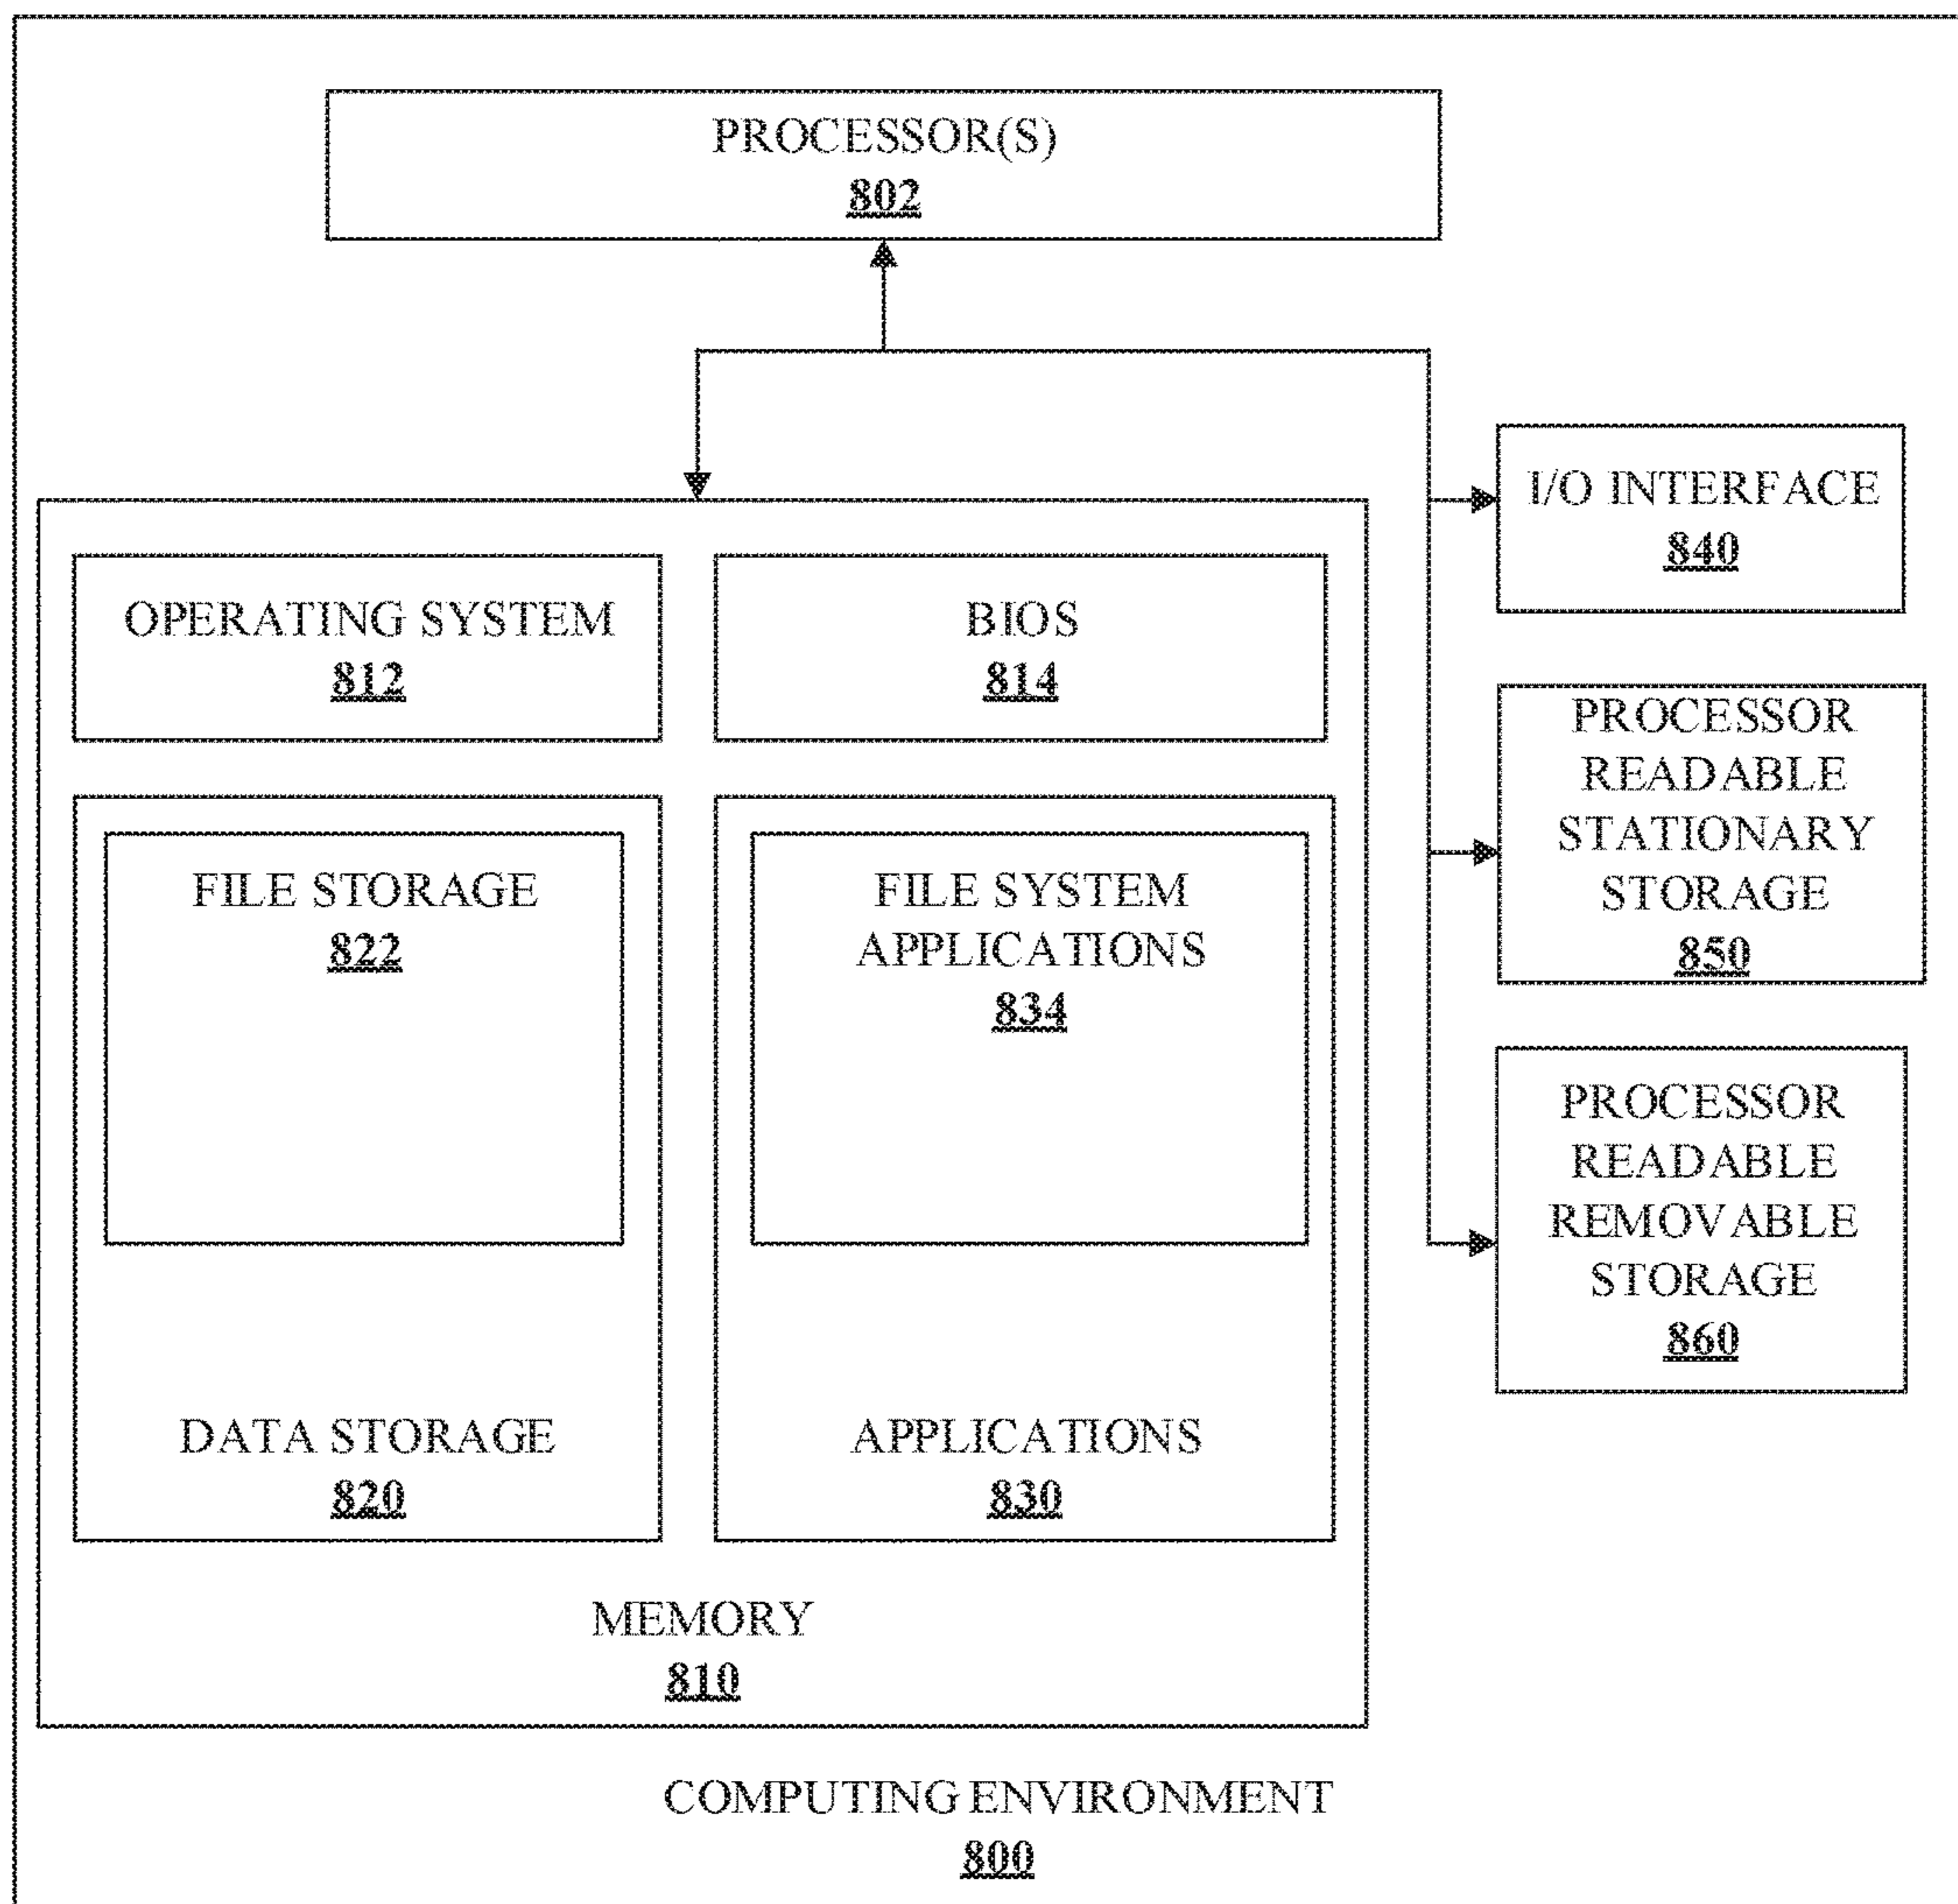 PROCESSOR(S)
802
I/O INTERFACE
840
OPERATING SYSTEM
812
BIOS
814
PROCESSOR
READABLE
STATIONARY
STORAGE
850
FILE STORAGE
822
FILE SYSTEM
APPLICATIONS
834
PROCESSOR
READABLE
REMOVABLE
STORAGE
860
DATA STORAGE
820
APPLICATIONS
830
MEMORY
810
COMPUTING ENVIRONMENT
800